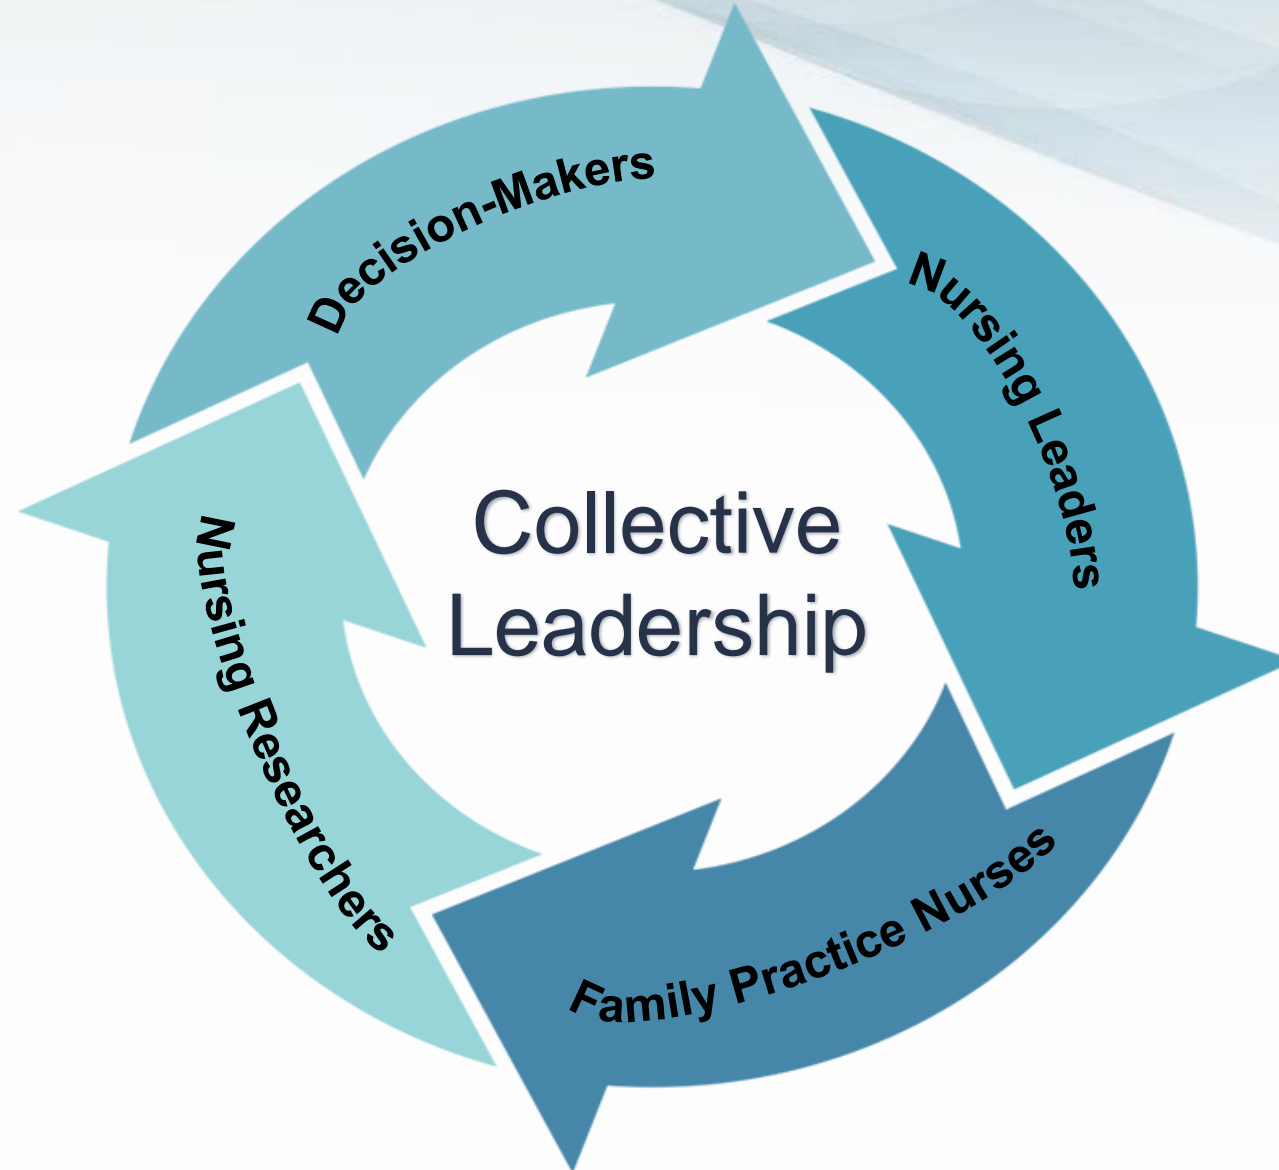 Decision-Makers
Nursing Leaders
Collective
Leadership
Nursing Researchers
Family Practice Nurses